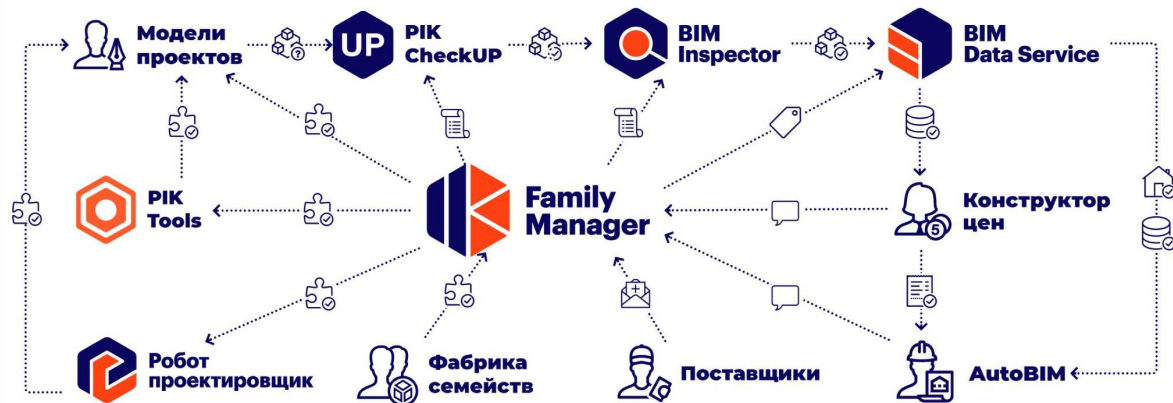 Модели
проектов
UP
PIK
CheckUP
BIM
Inspector
BIM
Data Service
PIK
Tools
Family
Manager
Конструктор
цен
5
Робот
проектировщик
Фабрика
семейств
Поставщики
AutoBIM